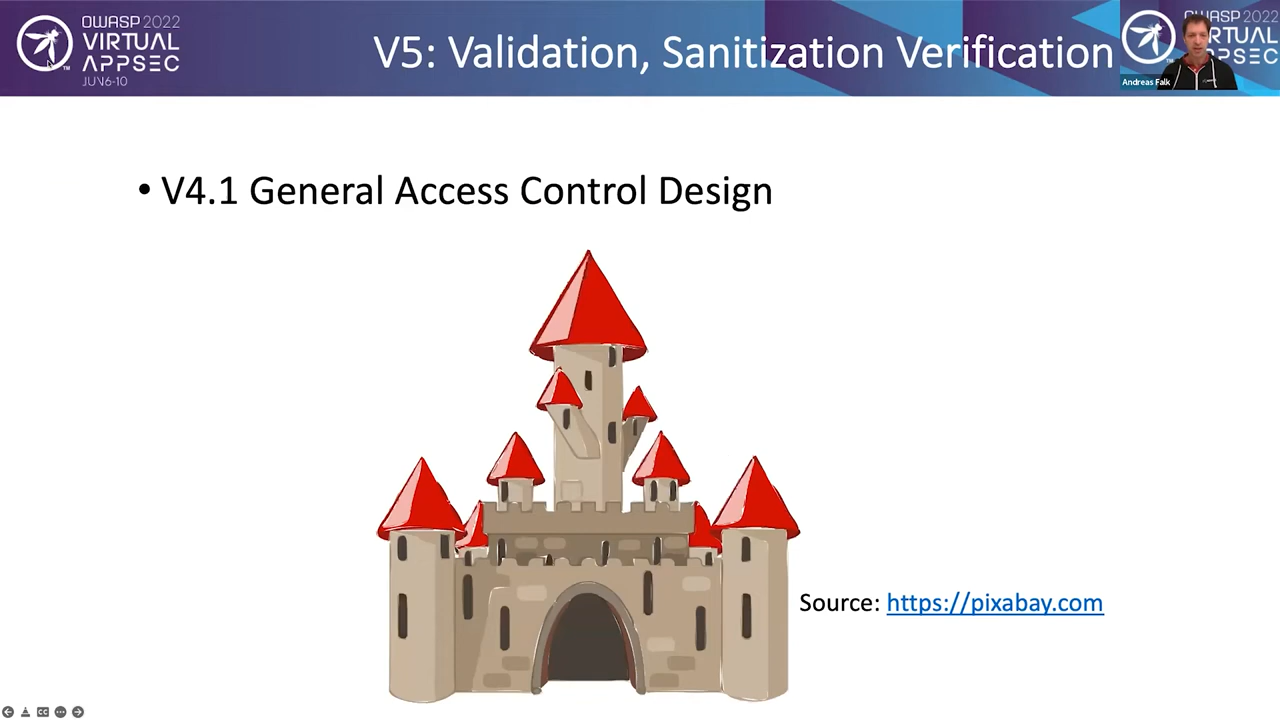 OWASP 2022
VIRTUAL
APPSEC
JUN 6-10
V5: Validation, Sanitization Verification
OWASP 2022
VIRTUAL
APPSEC
Andreas Falk
• V4.1 General Access Control Design
Source: https://pixabay.com